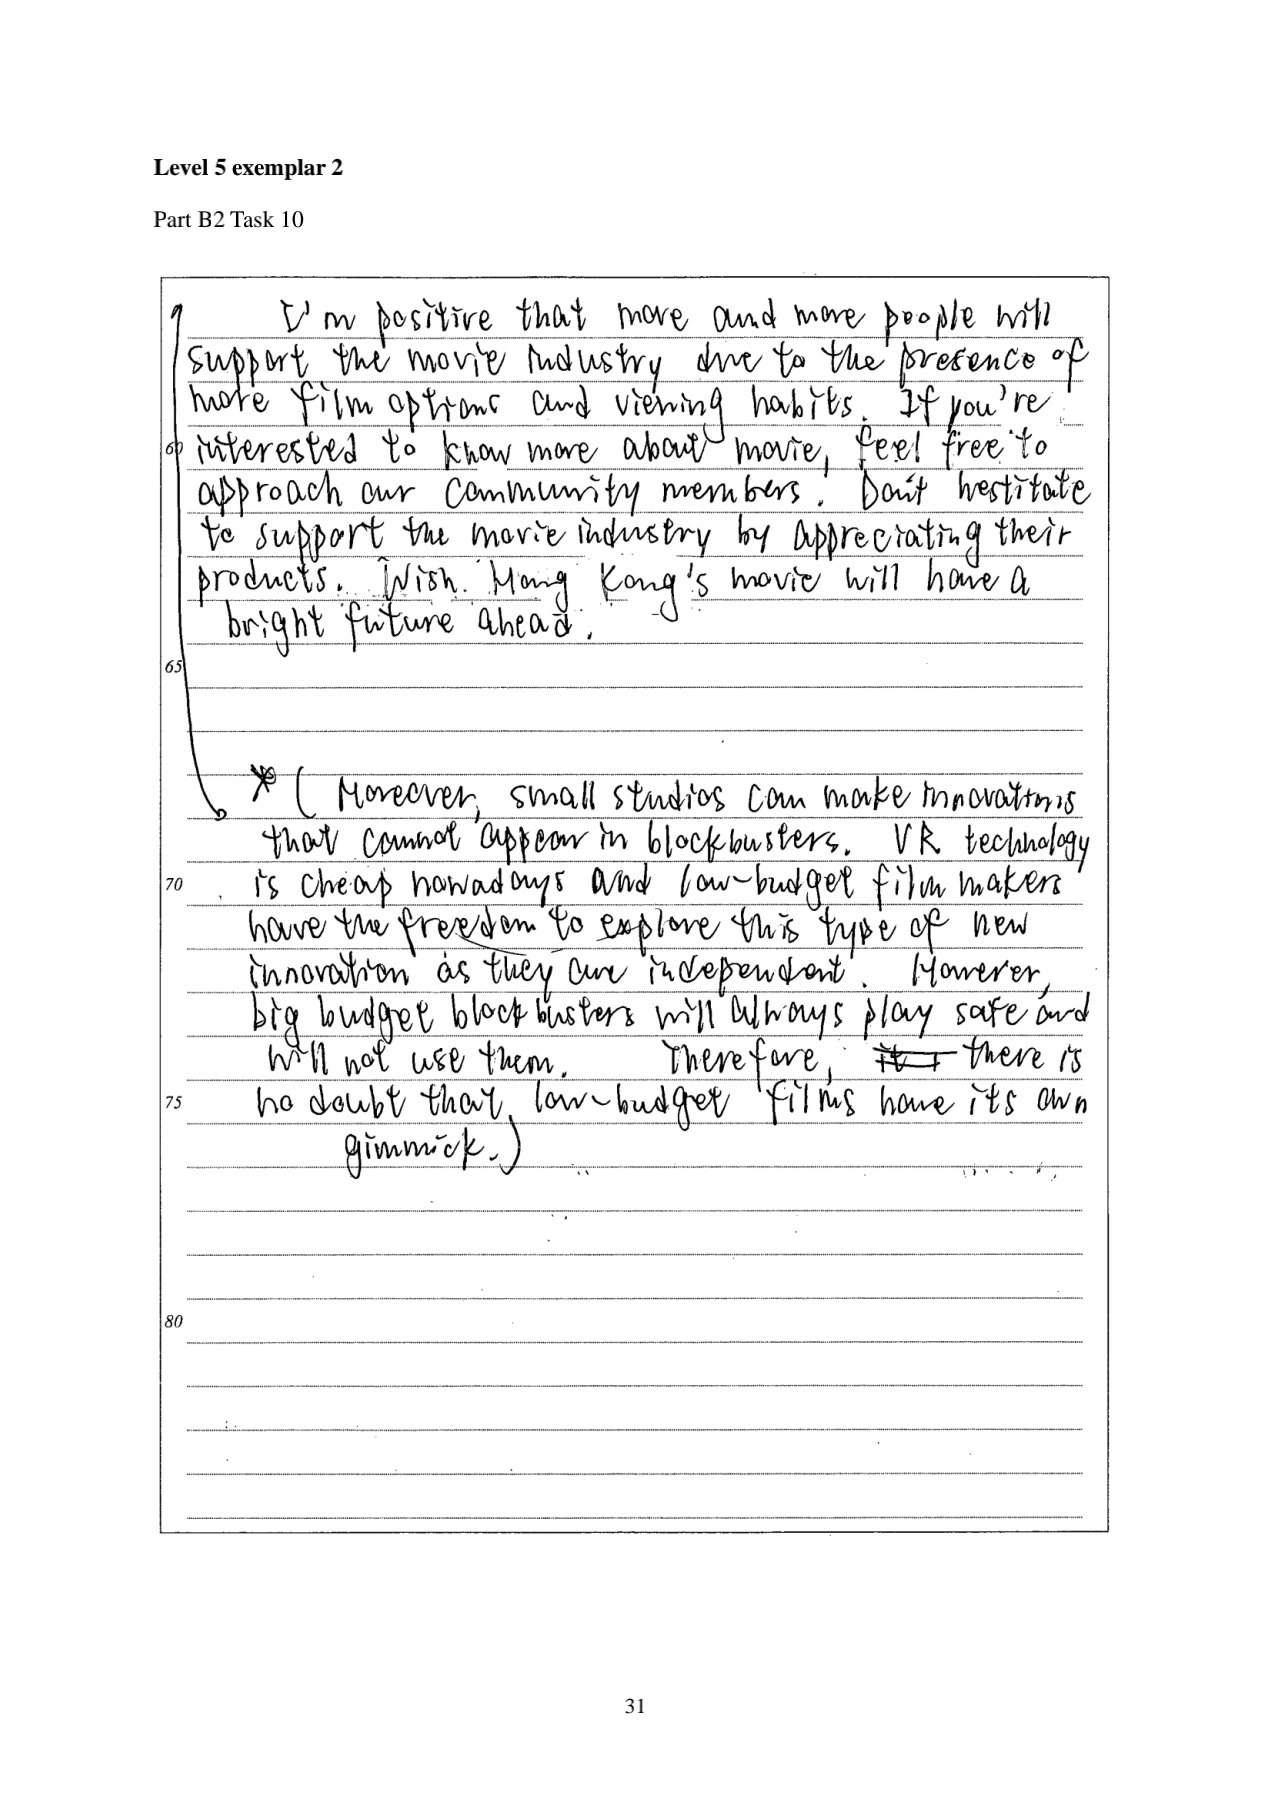 Level 5 exemplar 2
Part B2 Task 10
I'm positive that more and more people will
support the movie industry due to the presence of
more film options and viewing habits. If you're
60 interested to know more about movie, feel free to
approach our community members. Don't hestitate
to support the movie industry by appreciating their
products. Wish Hong Kong's movie will have a
bright future ahead.
65
* ( Moreover, small studios can make innovations
that cannot appear in blockbusters. VR technology
70 is cheap nowadays and low-budget film makers
have the freedom to explore this type of new
innovation as they are independent. However,
big budget blockbusters will always play safe and
will not use them. Therefore, there is
75 no doubt that low-budget films have its own
gimmick.)
80
31